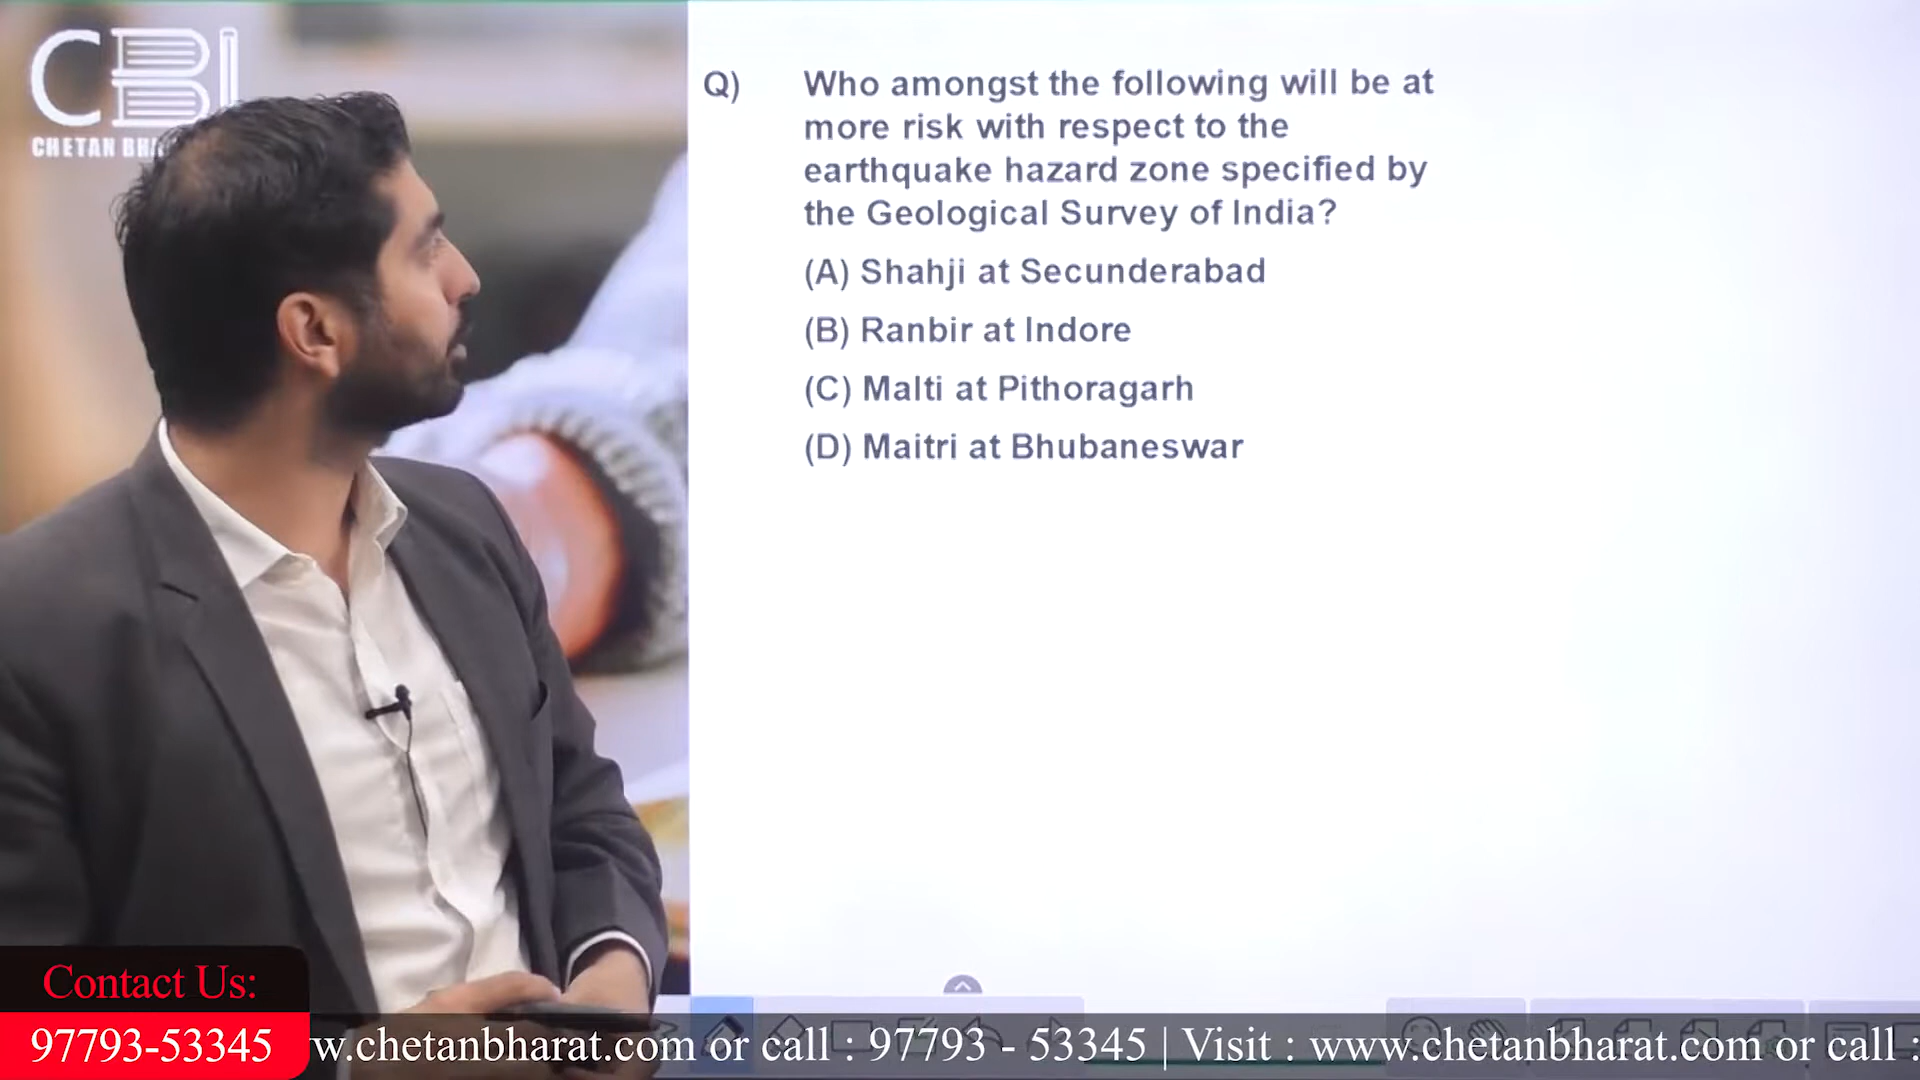 CBI
CHETAN BHA
Q) Who amongst the following will be at
more risk with respect to the
earthquake hazard zone specified by
the Geological Survey of India?
(A) Shahji at Secunderabad
(B) Ranbir at Indore
(C) Malti at Pithoragarh
(D) Maitri at Bhubaneswar
Contact Us:
97793-53345
w.chetanbharat.com or call : 97793 - 53345 | Visit : www.chetanbharat.com or call :